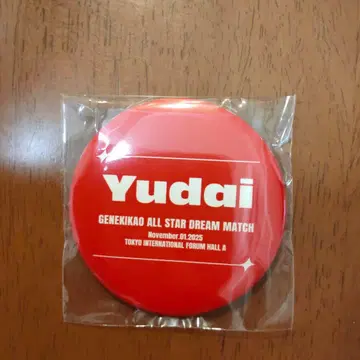 Yudai
GENEKIKAO ALL STAR DREAM MATCH
November.01.2025
TOKYO INTERNATIONAL FORUM HALL A